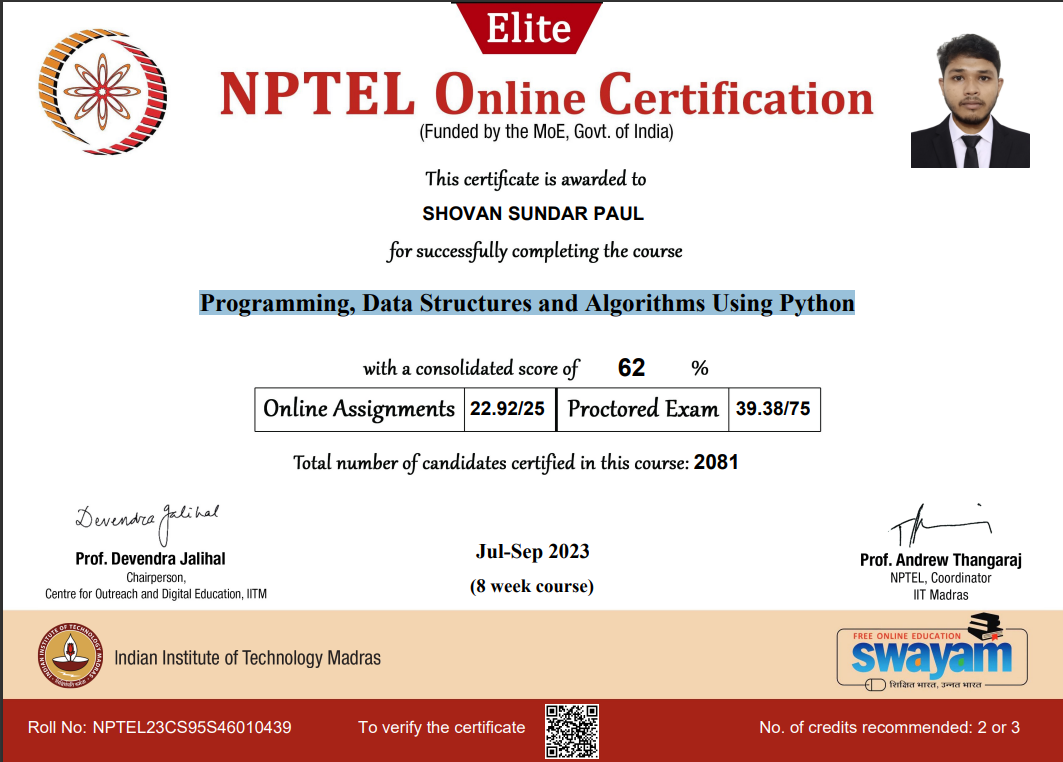 Elite
NPTEL Online Certification
(Funded by the MoE, Govt. of India)
This certificate is awarded to
SHOVAN SUNDAR PAUL
for successfully completing the course
Programming, Data Structures and Algorithms Using Python
with a consolidated score of 62 %
Online Assignments 22.92/25 Proctored Exam 39.38/75
Total number of candidates certified in this course: 2081
Devendra Jalihal
Prof. Devendra Jalihal
Chairperson,
Centre for Outreach and Digital Education, IITM
Jul-Sep 2023
(8 week course)
Prof. Andrew Thangaraj
NPTEL, Coordinator
IIT Madras
INDIAN INSTITUTE OF TECHNOLOGY MADRAS
Indian Institute of Technology Madras
FREE ONLINE EDUCATION
swayam
शिक्षित भारत, उन्नत भारत
Roll No: NPTEL23CS95S46010439
To verify the certificate
No. of credits recommended: 2 or 3